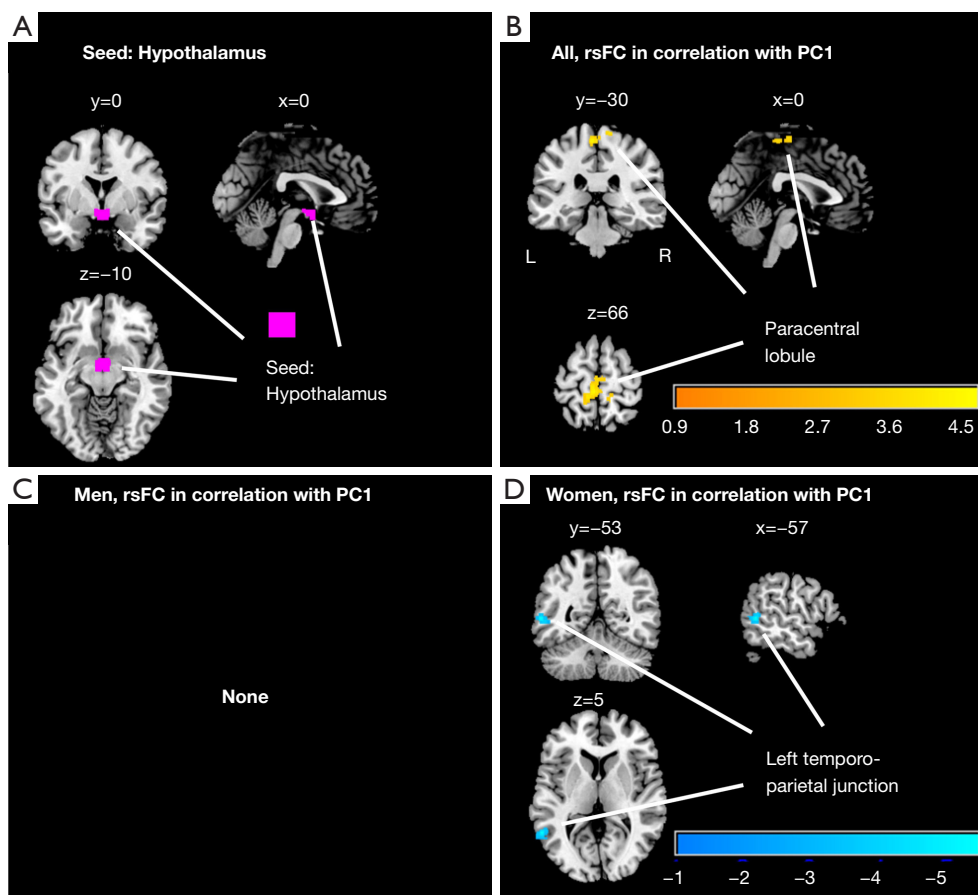 A
Seed: Hypothalamus
y=0
x=0
z=−10
Seed:
Hypothalamus
B
All, rsFC in correlation with PC1
y=−30
x=0
L
R
z=66
Paracentral
lobule
0.9 1.8 2.7 3.6 4.5
C
Men, rsFC in correlation with PC1
None
D
Women, rsFC in correlation with PC1
y=−53
x=−57
z=5
Left temporo-
parietal junction
−1 −2 −3 −4 −5